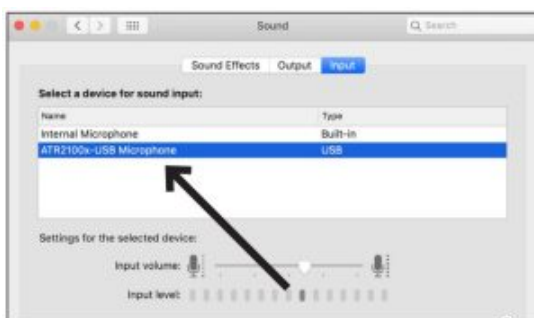 Sound
Search
Sound Effects Output Input
Select a device for sound input:
Name Type
Internal Microphone Built-in
ATR2100x-USB Microphone USB
Settings for the selected device:
Input volume:
Input level: